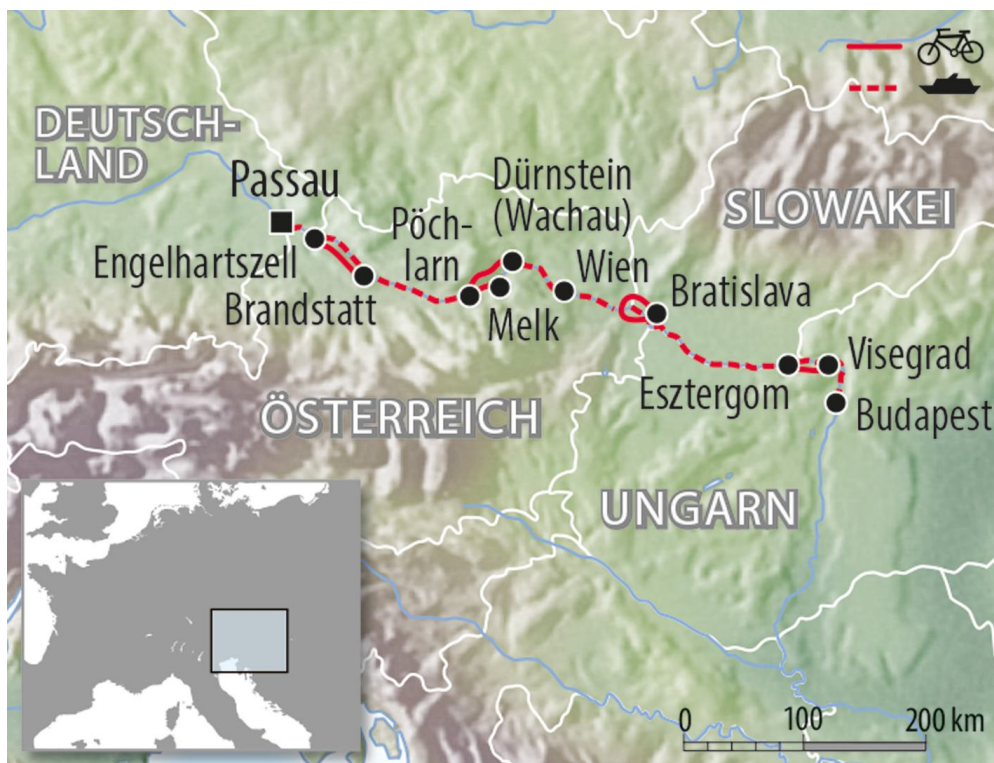 DEUTSCH-
LAND
Passau
Dürnstein
(Wachau)
SLOWAKEI
Pöch-
larn
Engelhartszell
Wien
Brandstatt
Bratislava
Melk
Visegrad
Esztergom
ÖSTERREICH
Budapest
UNGARN
0 100 200 km